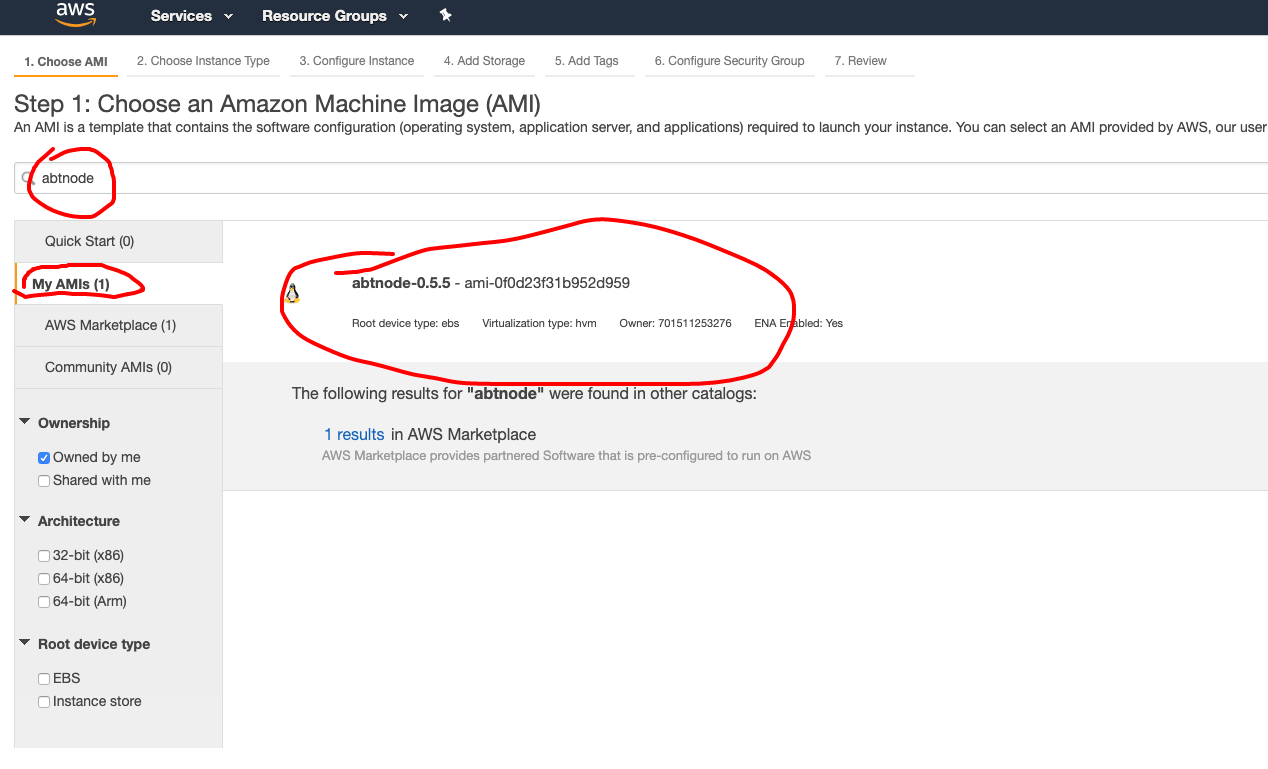 aws Services Resource Groups
1. Choose AMI 2. Choose Instance Type 3. Configure Instance 4. Add Storage 5. Add Tags 6. Configure Security Group 7. Review
Step 1: Choose an Amazon Machine Image (AMI)
An AMI is a template that contains the software configuration (operating system, application server, and applications) required to launch your instance. You can select an AMI provided by AWS, our user
abtnode
Quick Start (0)
My AMIs (1)
AWS Marketplace (1)
Community AMIs (0)
Ownership
Owned by me
Shared with me
Architecture
32-bit (x86)
64-bit (x86)
64-bit (Arm)
Root device type
EBS
Instance store
abtnode-0.5.5 - ami-0f0d23f31b952d959
Root device type: ebs Virtualization type: hvm Owner: 701511253276 ENA Enabled: Yes
The following results for "abtnode" were found in other catalogs:
1 results in AWS Marketplace
AWS Marketplace provides partnered Software that is pre-configured to run on AWS